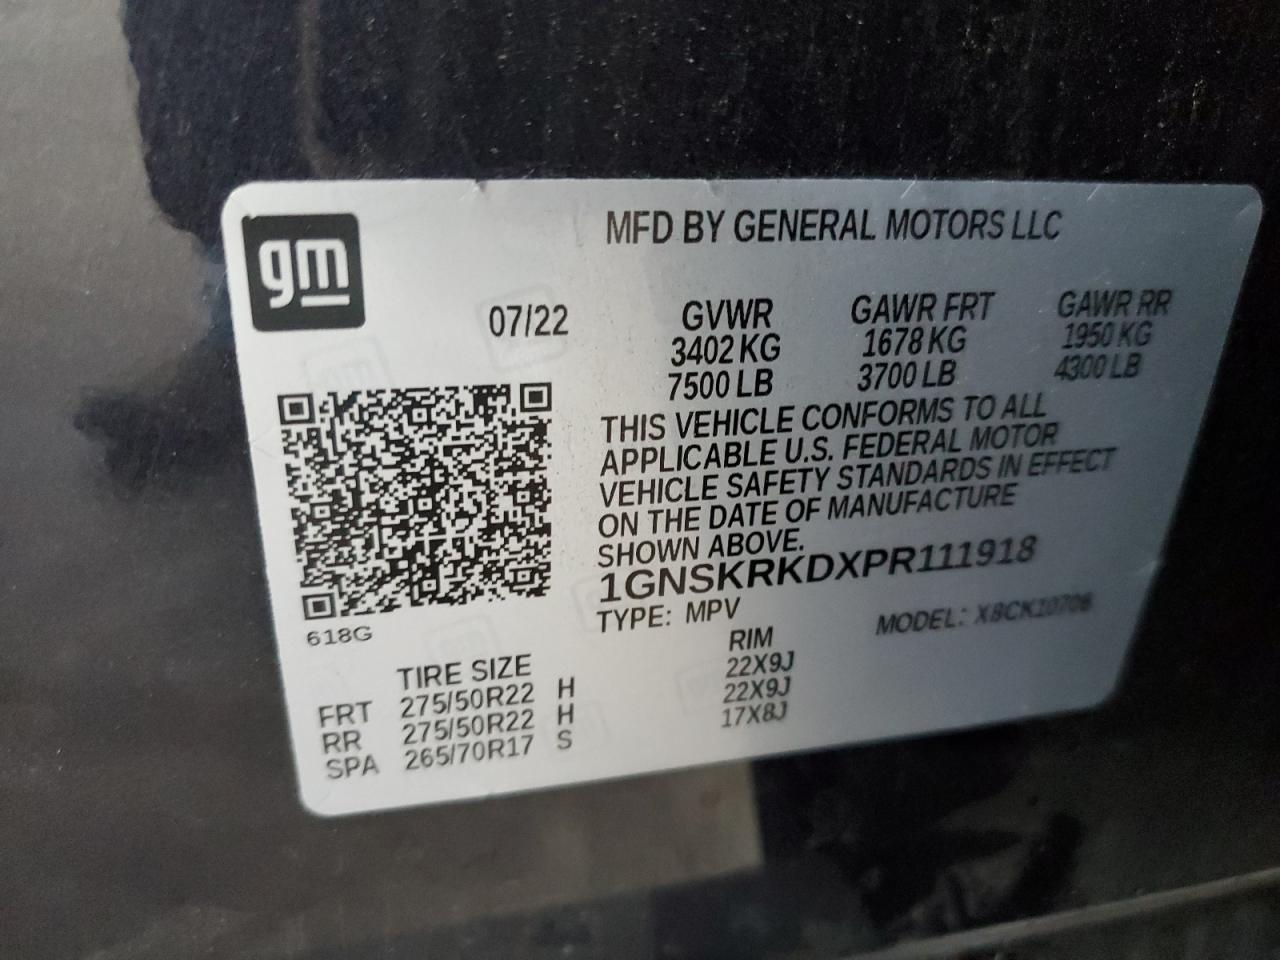 gm
MFD BY GENERAL MOTORS LLC
07/22 GVWR GAWR FRT GAWR RR
3402 KG 1678 KG 1950 KG
7500 LB 3700 LB 4300 LB
THIS VEHICLE CONFORMS TO ALL
APPLICABLE U.S. FEDERAL MOTOR
VEHICLE SAFETY STANDARDS IN EFFECT
ON THE DATE OF MANUFACTURE
SHOWN ABOVE.
1GNSKRKDXPR111918
TYPE: MPV MODEL: X8CK10706
618G
TIRE SIZE RIM
FRT 275/50R22 H 22X9J
RR 275/50R22 H 22X9J
SPA 265/70R17 S 17X8J